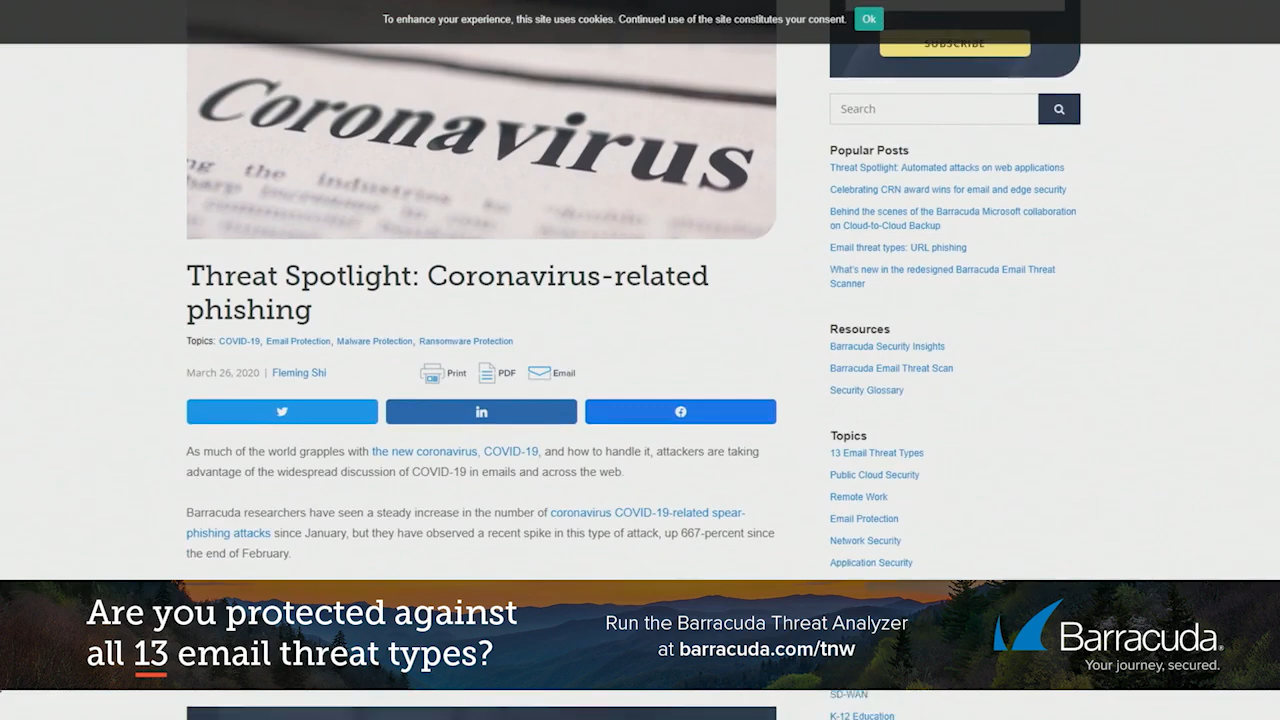 To enhance your experience, this site uses cookies. Continued use of the site constitutes your consent.
Ok
SUBSCRIBE
Coronavirus
ng the industries
Search
Popular Posts
Threat Spotlight: Automated attacks on web applications
Celebrating CRN award wins for email and edge security
Behind the scenes of the Barracuda Microsoft collaboration
on Cloud-to-Cloud Backup
Email threat types: URL phishing
What's new in the redesigned Barracuda Email Threat
Scanner
Threat Spotlight: Coronavirus-related
phishing
Topics: COVID-19, Email Protection, Malware Protection, Ransomware Protection
March 26, 2020 | Fleming Shi
Print
PDF
Email
As much of the world grapples with the new coronavirus, COVID-19, and how to handle it, attackers are taking
advantage of the widespread discussion of COVID-19 in emails and across the web.
Barracuda researchers have seen a steady increase in the number of coronavirus COVID-19-related spear-
phishing attacks since January, but they have observed a recent spike in this type of attack, up 667-percent since
the end of February.
Resources
Barracuda Security Insights
Barracuda Email Threat Scan
Security Glossary
Topics
13 Email Threat Types
Public Cloud Security
Remote Work
Email Protection
Network Security
Application Security
Are you protected against
all 13 email threat types?
Run the Barracuda Threat Analyzer
at barracuda.com/tnw
Barracuda®
Your journey, secured.
SD-WAN
K-12 Education